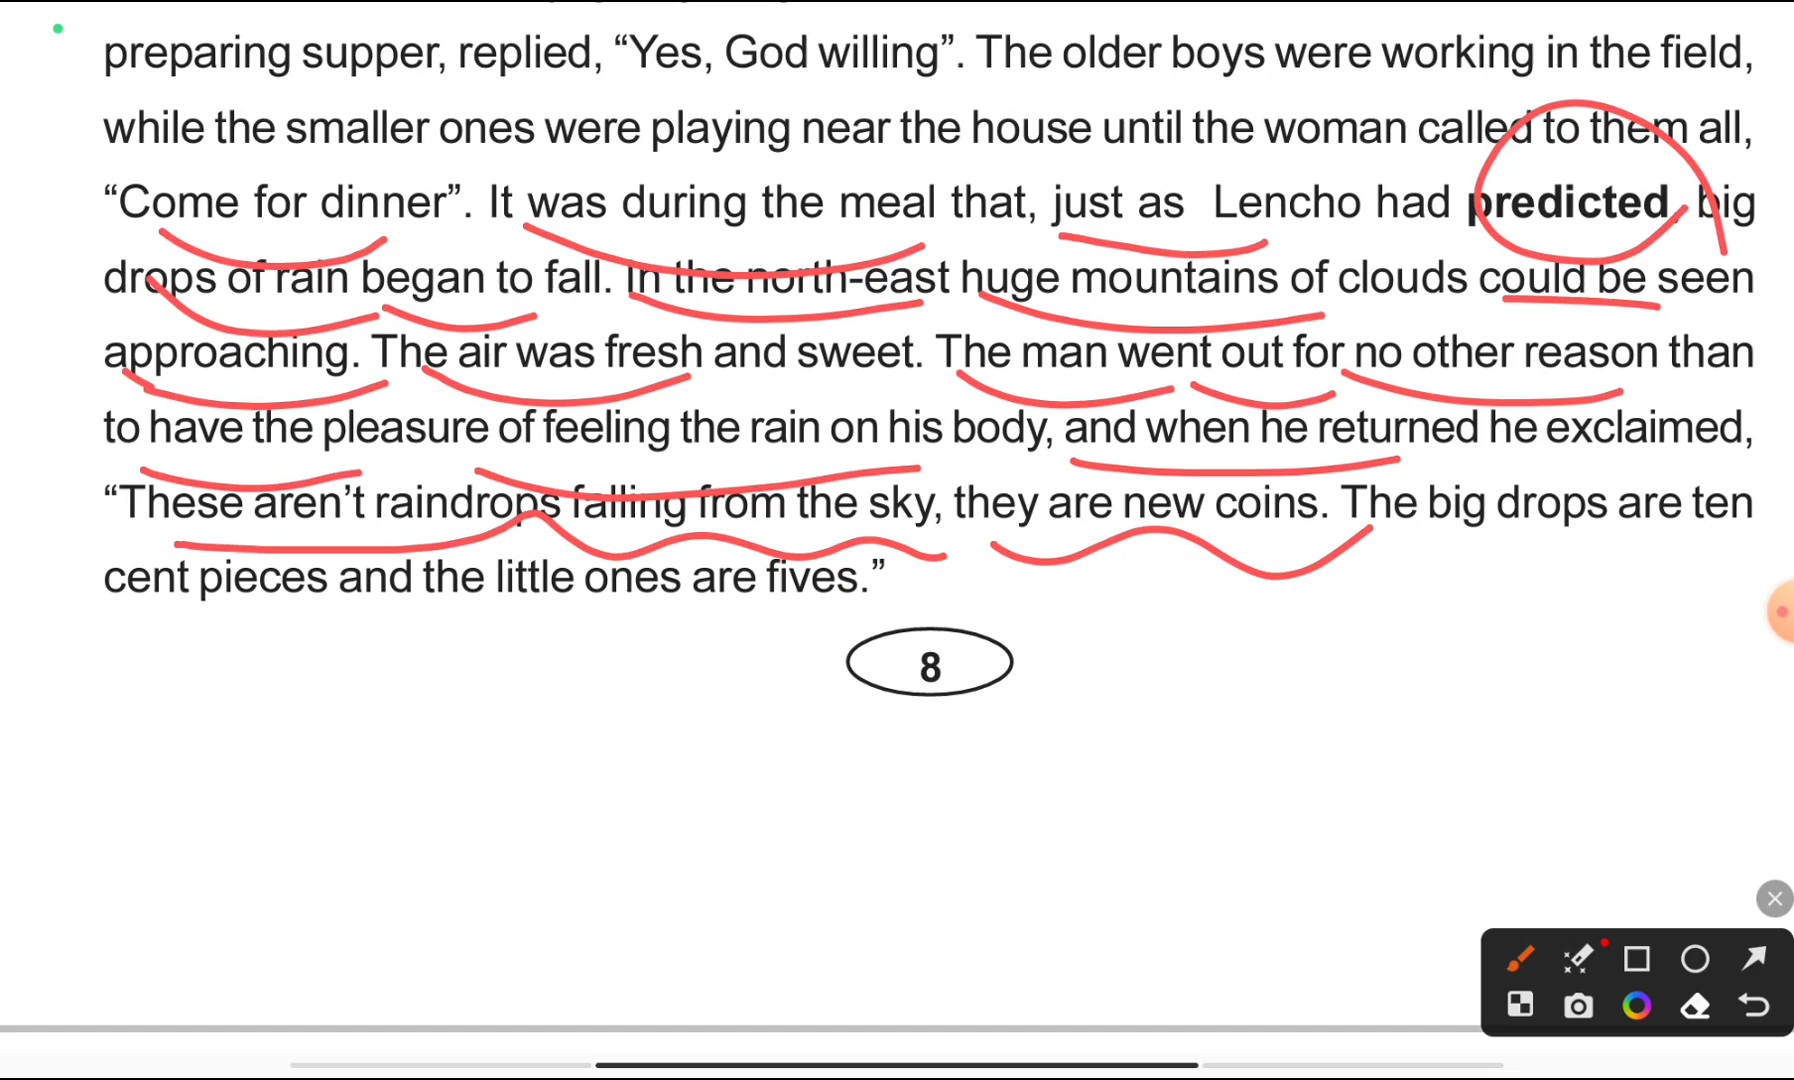 preparing supper, replied, “Yes, God willing”. The older boys were working in the field,
while the smaller ones were playing near the house until the woman called to them all,
“Come for dinner”. It was during the meal that, just as Lencho had predicted, big
drops of rain began to fall. In the north-east huge mountains of clouds could be seen
approaching. The air was fresh and sweet. The man went out for no other reason than
to have the pleasure of feeling the rain on his body, and when he returned he exclaimed,
“These aren’t raindrops falling from the sky, they are new coins. The big drops are ten
cent pieces and the little ones are fives.”
8